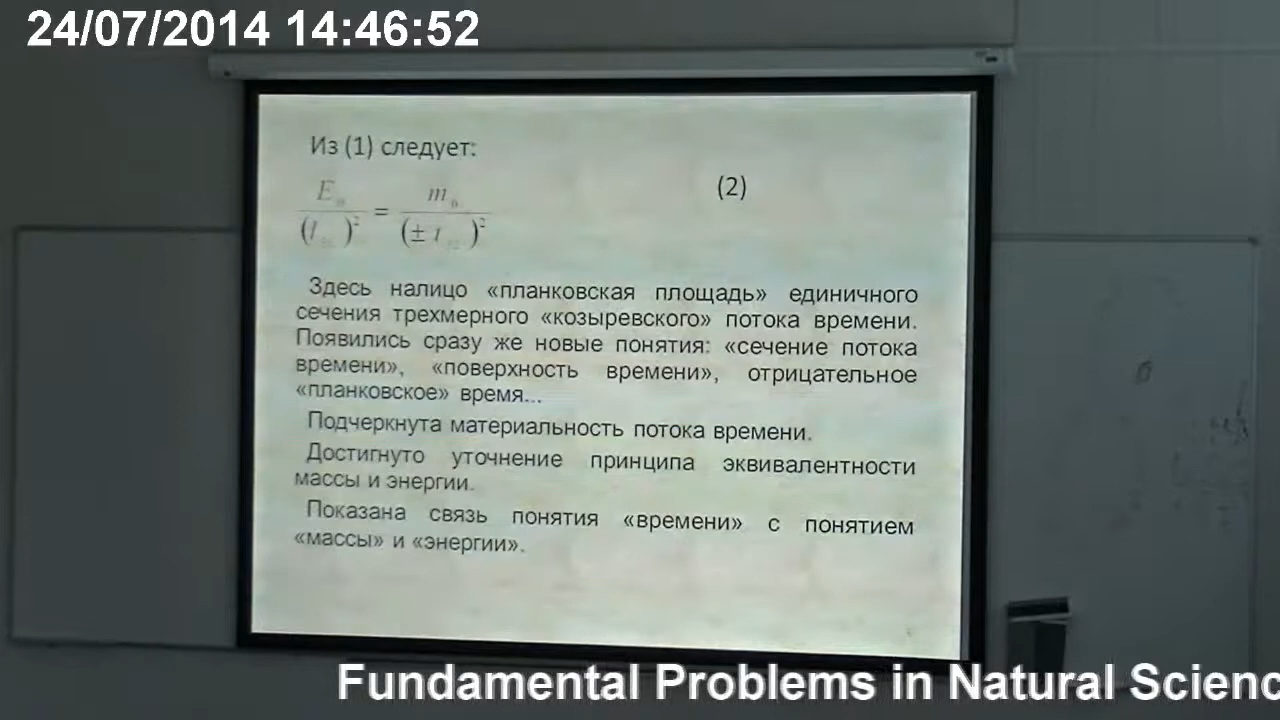 24/07/2014 14:46:52
Из (1) следует:
(2)
E = m
( )² (± )²
Здесь налицо «планковская площадь» единичного
сечения трехмерного «козыревского» потока времени.
Появились сразу же новые понятия: «сечение потока
времени», «поверхность времени», отрицательное
«планковское» время...
Подчеркнута материальность потока времени.
Достигнуто уточнение принципа эквивалентности
массы и энергии.
Показана связь понятия «времени» с понятием
«массы» и «энергии».
Fundamental Problems in Natural Scienc